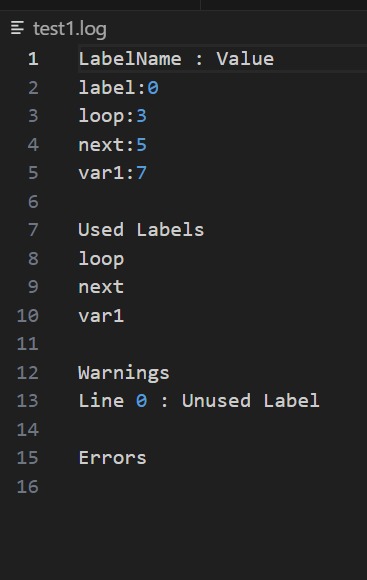 test1.log
1 LabelName : Value
2 label:0
3 loop:3
4 next:5
5 var1:7
6
7 Used Labels
8 loop
9 next
10 var1
11
12 Warnings
13 Line 0 : Unused Label
14
15 Errors
16